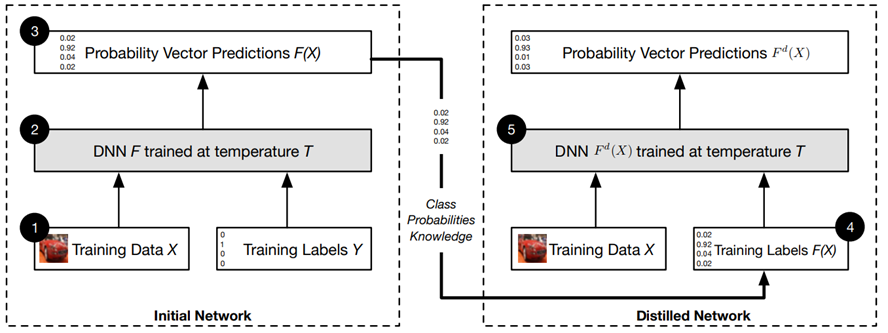 3
0.02
0.92
0.04
0.02
Probability Vector Predictions F(X)
2
DNN F trained at temperature T
1
Training Data X
0
1
0
0
Training Labels Y
Initial Network
0.02
0.92
0.04
0.02
Class
Probabilities
Knowledge
0.03
0.93
0.01
0.03
Probability Vector Predictions F^d(X)
5
DNN F^d(X) trained at temperature T
Training Data X
4
0.02
0.92
0.04
0.02
Training Labels F(X)
Distilled Network